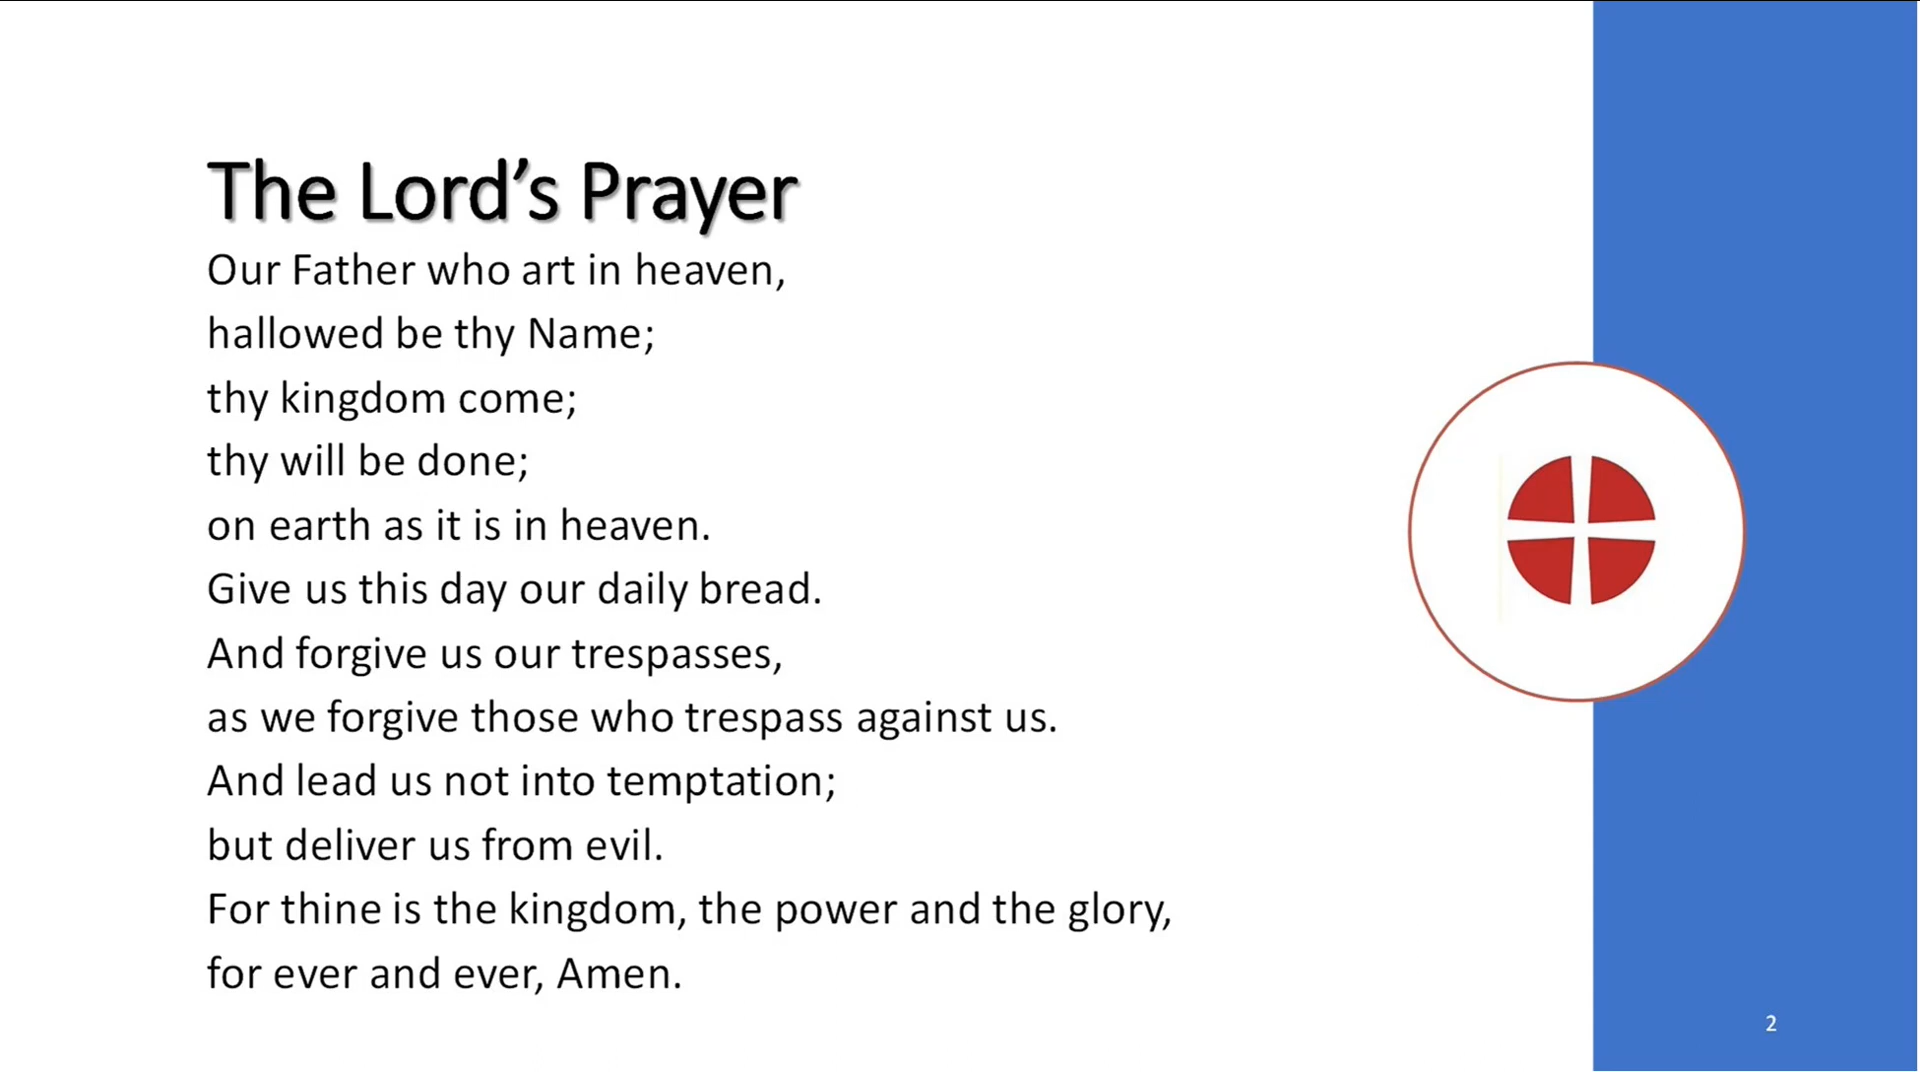 The Lord’s Prayer
Our Father who art in heaven,
hallowed be thy Name;
thy kingdom come;
thy will be done;
on earth as it is in heaven.
Give us this day our daily bread.
And forgive us our trespasses,
as we forgive those who trespass against us.
And lead us not into temptation;
but deliver us from evil.
For thine is the kingdom, the power and the glory,
for ever and ever, Amen.
2